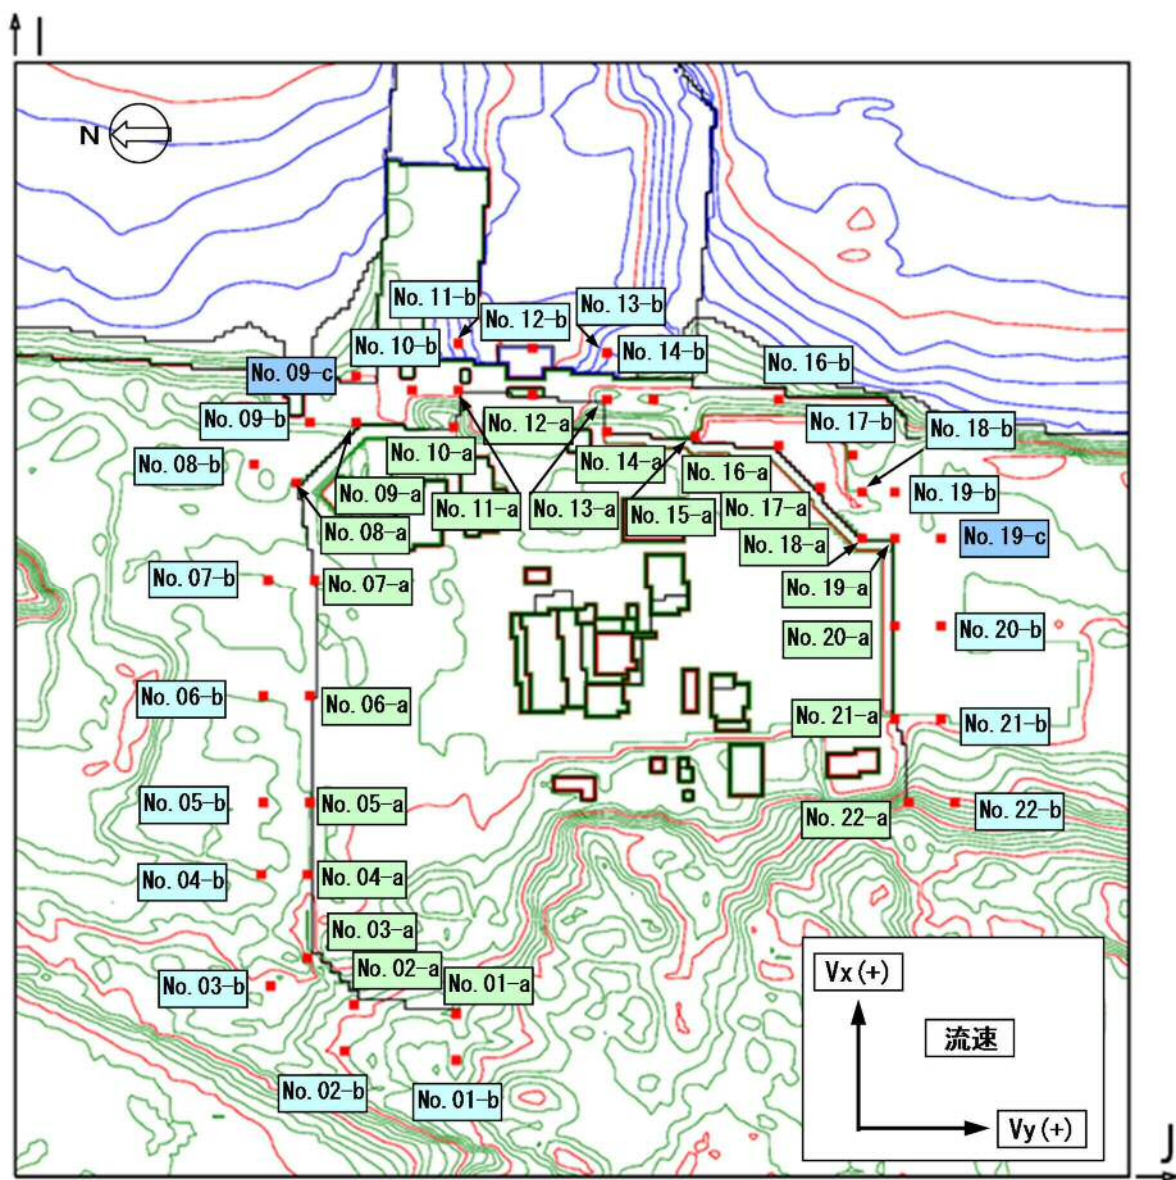 I
N
No. 11-b
No. 13-b
No. 12-b
No. 10-b
No. 14-b
No. 16-b
No. 09-c
No. 09-b
No. 12-a
No. 17-b
No. 18-b
No. 08-b
No. 10-a
No. 14-a
No. 16-a
No. 09-a
No. 11-a
No. 13-a
No. 15-a
No. 17-a
No. 19-b
No. 08-a
No. 18-a
No. 19-c
No. 07-b
No. 07-a
No. 19-a
No. 20-a
No. 20-b
No. 06-b
No. 06-a
No. 21-a
No. 21-b
No. 05-b
No. 05-a
No. 22-a
No. 22-b
No. 04-b
No. 04-a
No. 03-a
No. 02-a
No. 03-b
No. 01-a
Vx(+)
流速
No. 02-b
No. 01-b
Vy(+)
J